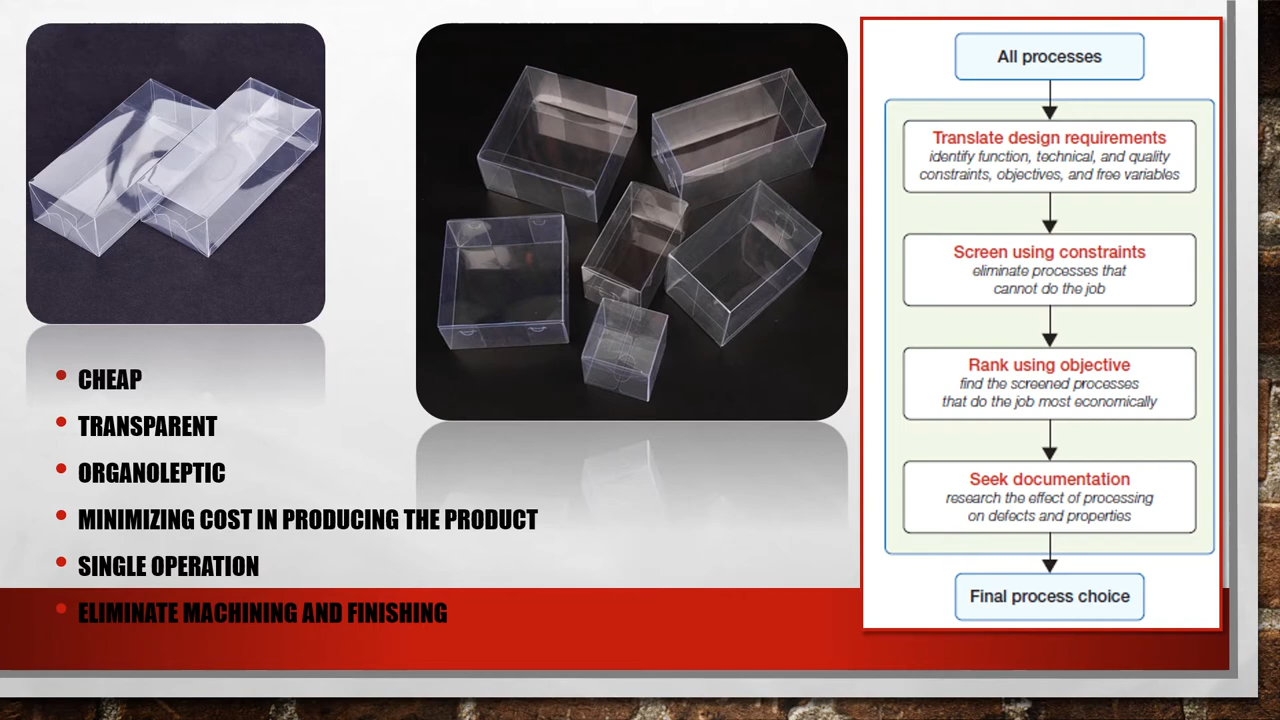 CHEAP
TRANSPARENT
ORGANOLEPTIC
MINIMIZING COST IN PRODUCING THE PRODUCT
SINGLE OPERATION
ELIMINATE MACHINING AND FINISHING
All processes
Translate design requirements
identify function, technical, and quality
constraints, objectives, and free variables
Screen using constraints
eliminate processes that
cannot do the job
Rank using objective
find the screened processes
that do the job most economically
Seek documentation
research the effect of processing
on defects and properties
Final process choice